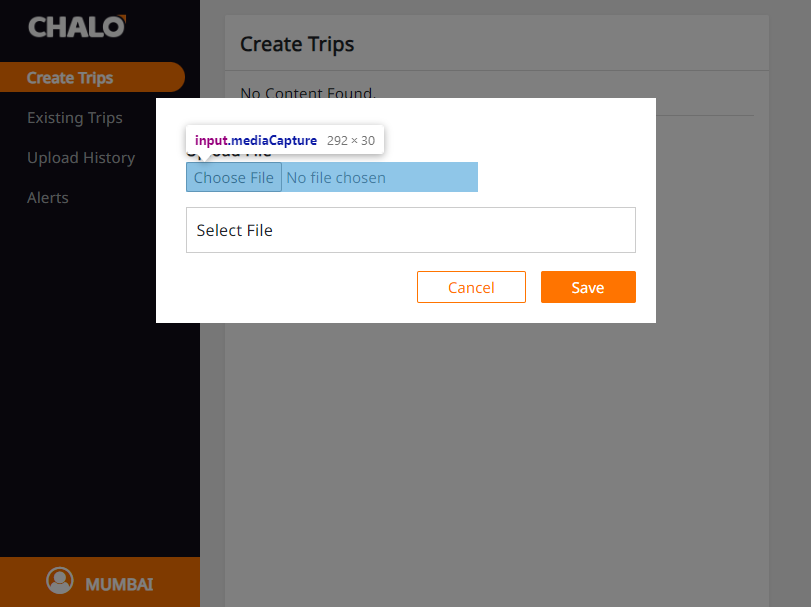 CHALO
Create Trips
Existing Trips
Upload History
Alerts
MUMBAI
Create Trips
No Content Found.
input.mediaCapture 292 × 30
Upload File
Choose File No file chosen
Select File
Cancel Save